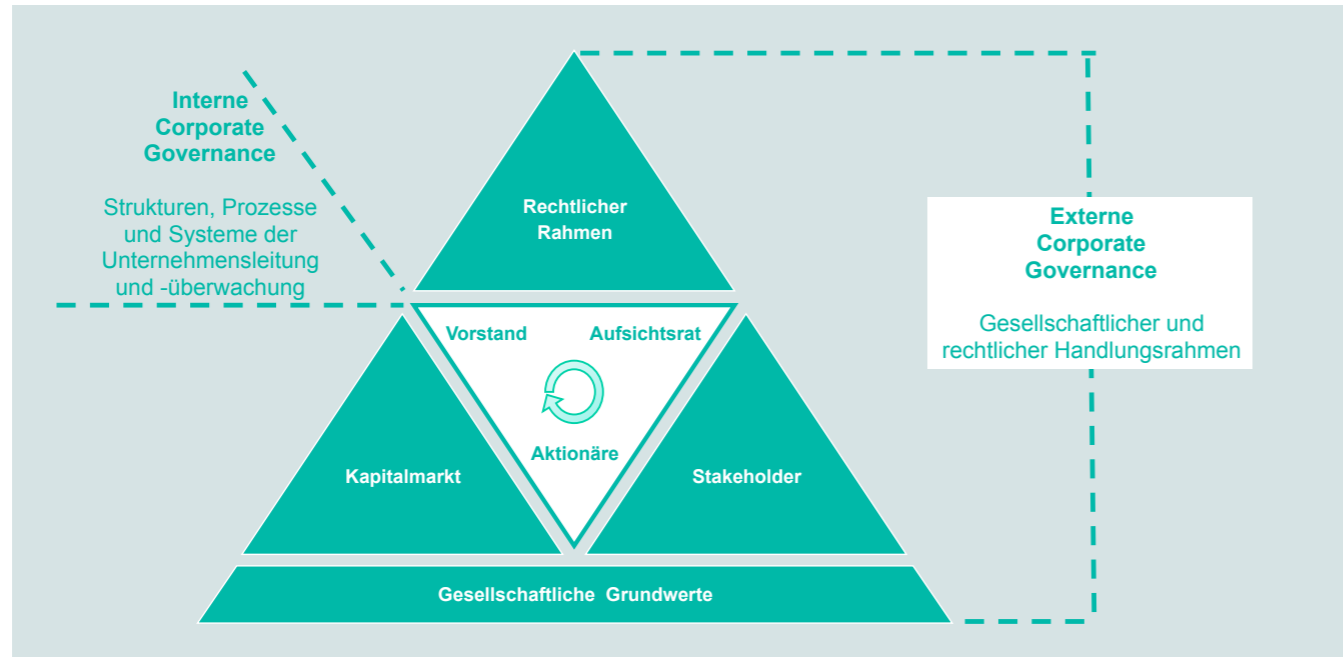 Interne
Corporate
Governance
Strukturen, Prozesse
und Systeme der
Unternehmensleitung
und -überwachung
Rechtlicher
Rahmen
Vorstand
Aufsichtsrat
Aktionäre
Kapitalmarkt
Stakeholder
Gesellschaftliche Grundwerte
Externe
Corporate
Governance
Gesellschaftlicher und
rechtlicher Handlungsrahmen